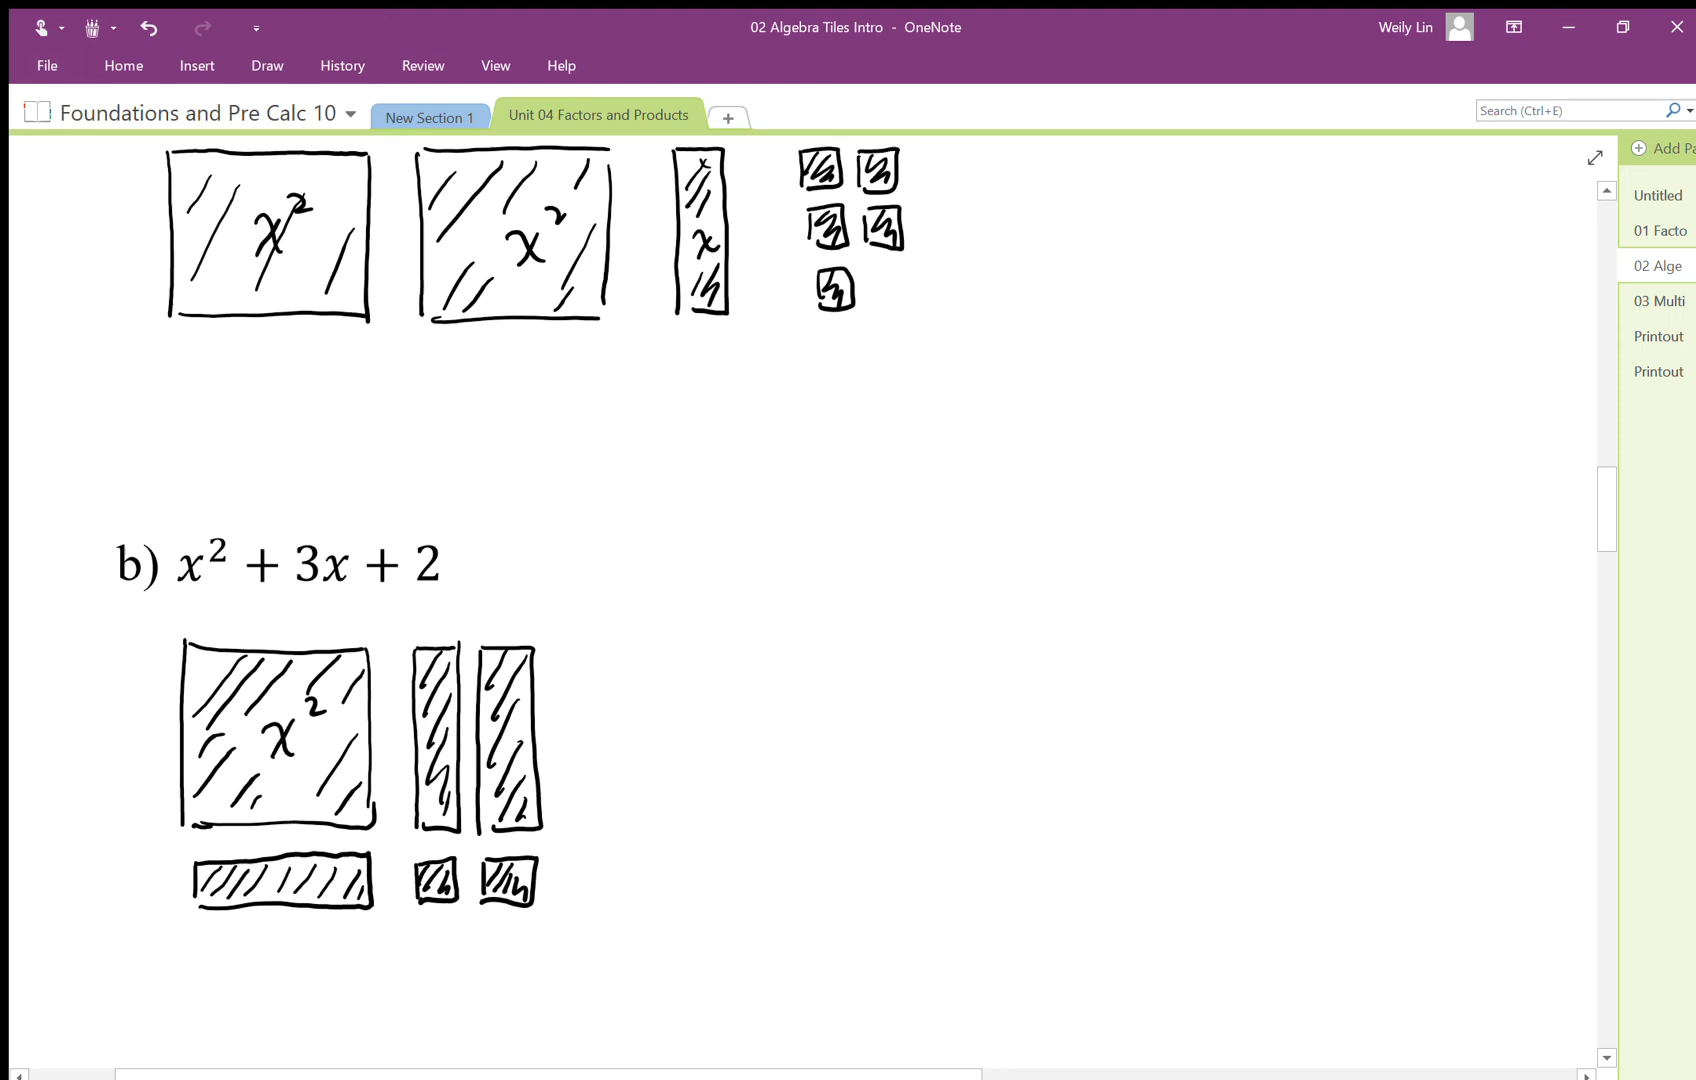 02 Algebra Tiles Intro - OneNote
Weily Lin
File Home Insert Draw History Review View Help
Foundations and Pre Calc 10
New Section 1
Unit 04 Factors and Products
+
Search (Ctrl+E)
Add Pa
Untitled
01 Facto
02 Alge
03 Multi
Printout
Printout
x² x² x
x
b) x² + 3x + 2
x²